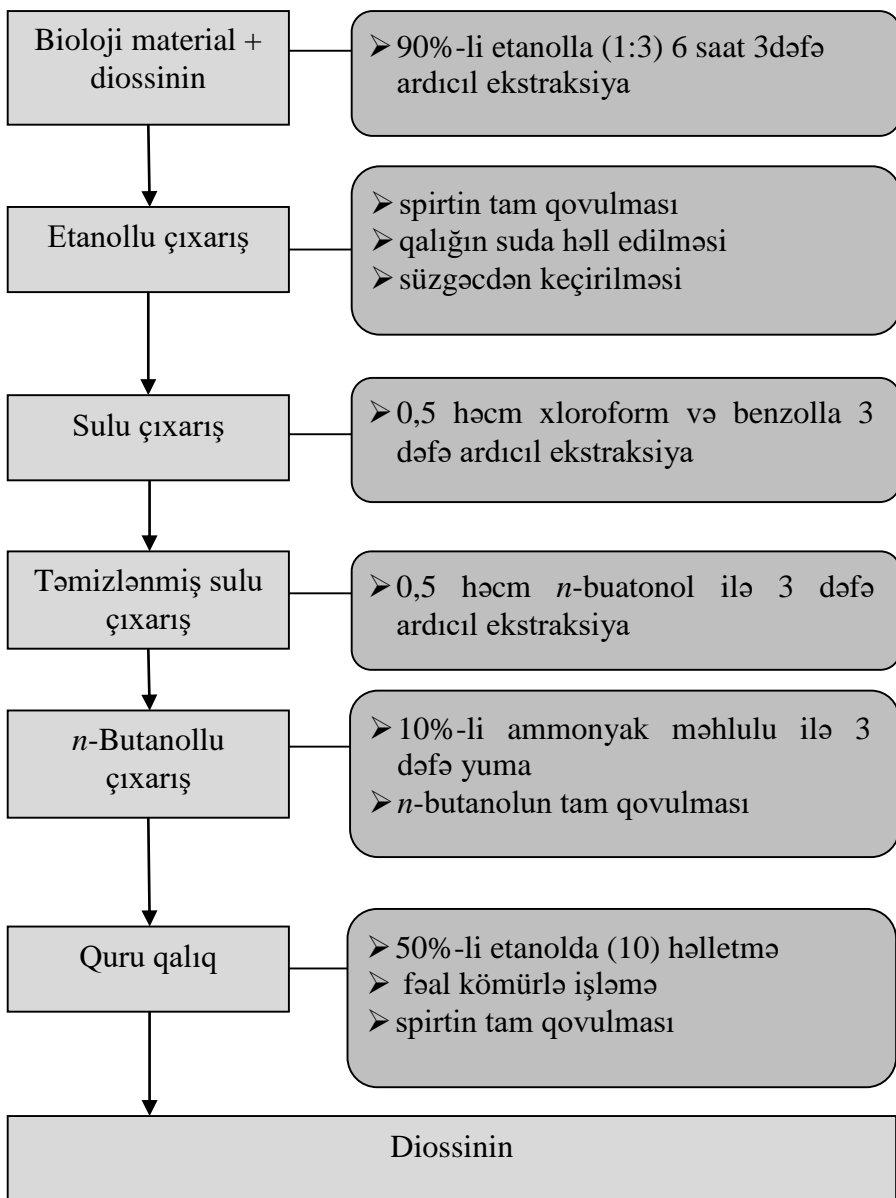 Bioloji material +
diossinin
➢ 90%-li etanolla (1:3) 6 saat 3dəfə
ardıcıl ekstraksiya
Etanollu çıxarış
➢ spirtin tam qovulması
➢ qalığın suda həll edilməsi
➢ süzgəcdən keçirilməsi
Sulu çıxarış
➢ 0,5 həcm xloroform və benzolla 3
dəfə ardıcıl ekstraksiya
Təmizlənmiş sulu
çıxarış
➢ 0,5 həcm n-buatonol ilə 3 dəfə
ardıcıl ekstraksiya
n-Butanollu
çıxarış
➢ 10%-li ammonyak məhlulu ilə 3
dəfə yuma
➢ n-butanolun tam qovulması
Quru qalıq
➢ 50%-li etanolda (10) həlletmə
➢ fəal kömürlə işləmə
➢ spirtin tam qovulması
Diossinin